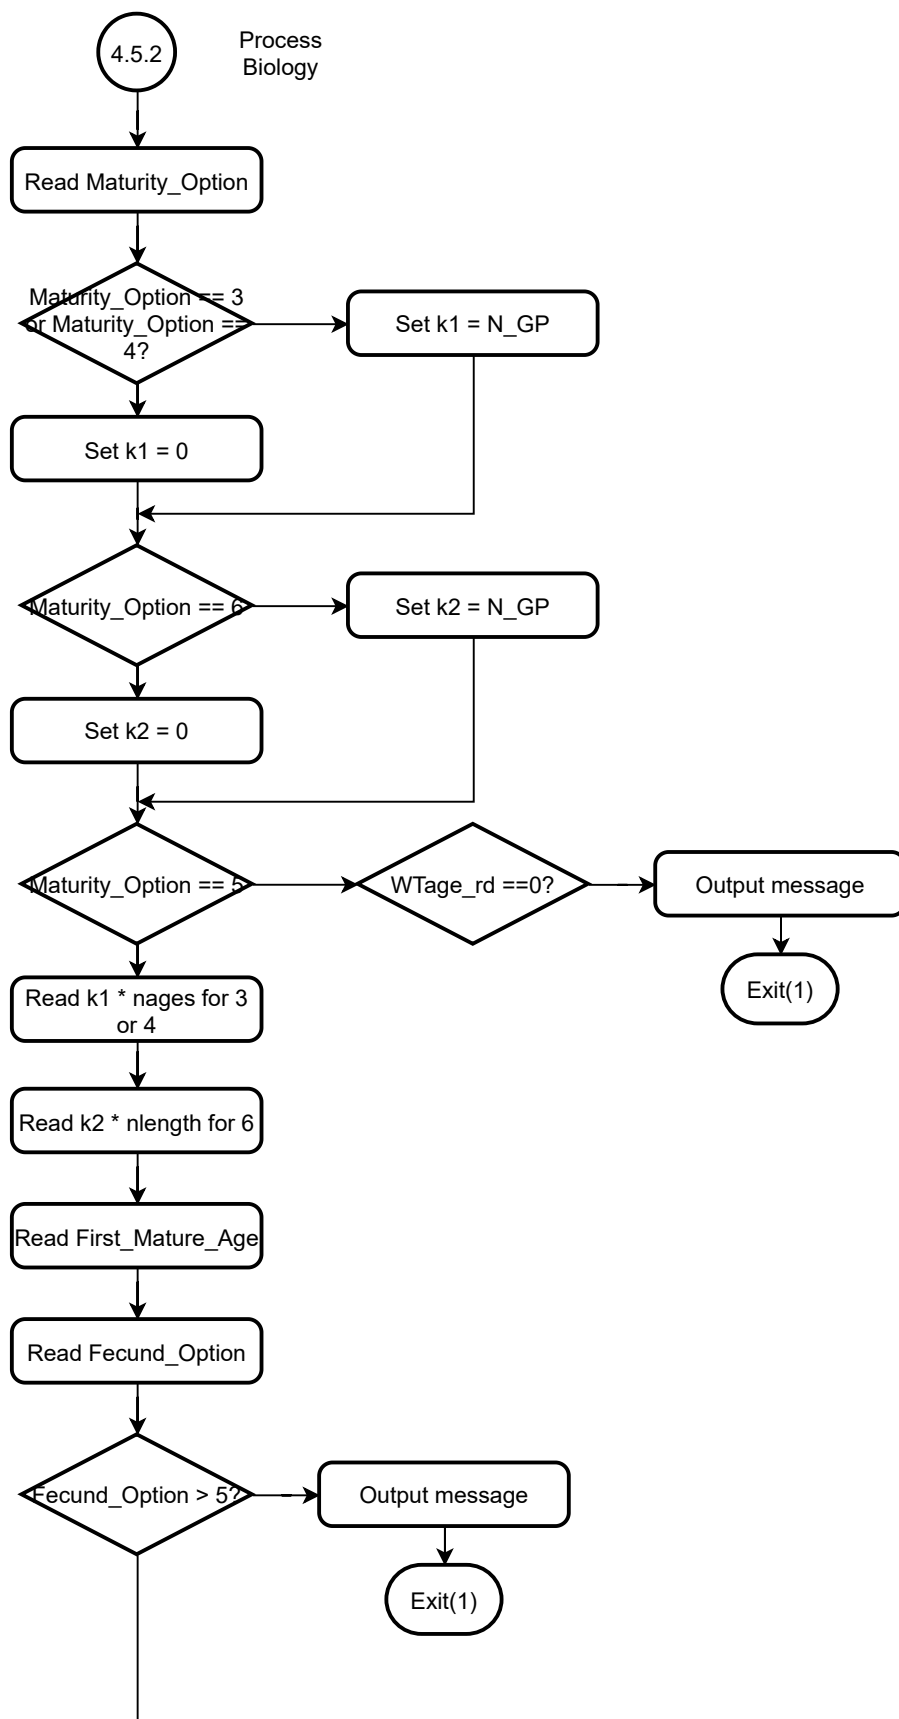 4.5.2
Process
Biology
Read Maturity_Option
Maturity_Option == 3
or Maturity_Option ==
4?
Set k1 = N_GP
Set k1 = 0
Maturity_Option == 6
Set k2 = N_GP
Set k2 = 0
Maturity_Option == 5
WTage_rd ==0?
Output message
Exit(1)
Read k1 * nages for 3
or 4
Read k2 * nlength for 6
Read First_Mature_Age
Read Fecund_Option
Fecund_Option > 5?
Output message
Exit(1)